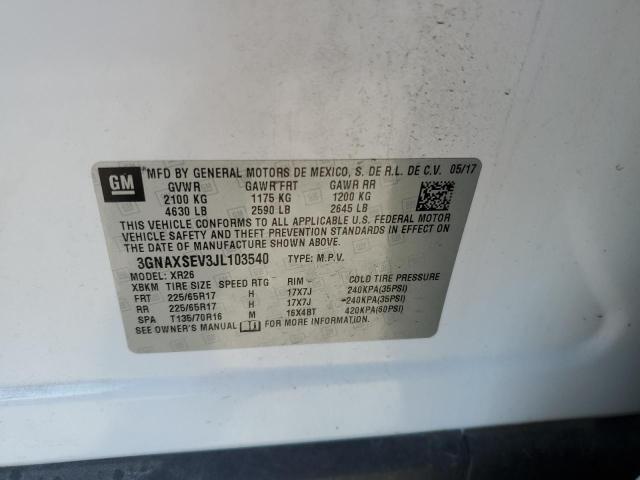 GM
MFD BY GENERAL MOTORS DE MEXICO, S. DE R.L. DE C.V. 05/17
GVWR GAWR FRT GAWR RR
2100 KG 1175 KG 1200 KG
4630 LB 2590 LB 2645 LB
THIS VEHICLE CONFORMS TO ALL APPLICABLE U.S. FEDERAL MOTOR
VEHICLE SAFETY AND THEFT PREVENTION STANDARDS IN EFFECT ON
THE DATE OF MANUFACTURE SHOWN ABOVE.
3GNAXSEV3JL103540 TYPE: M.P.V.
MODEL: XR26
XBKM TIRE SIZE SPEED RTG RIM COLD TIRE PRESSURE
FRT 225/65R17 H 17X7J 240KPA(35PSI)
RR 225/65R17 H 17X7J 240KPA(35PSI)
SPA T135/70R16 M 16X4BT 420KPA(60PSI)
SEE OWNER'S MANUAL FOR ADDITIONAL INFORMATION